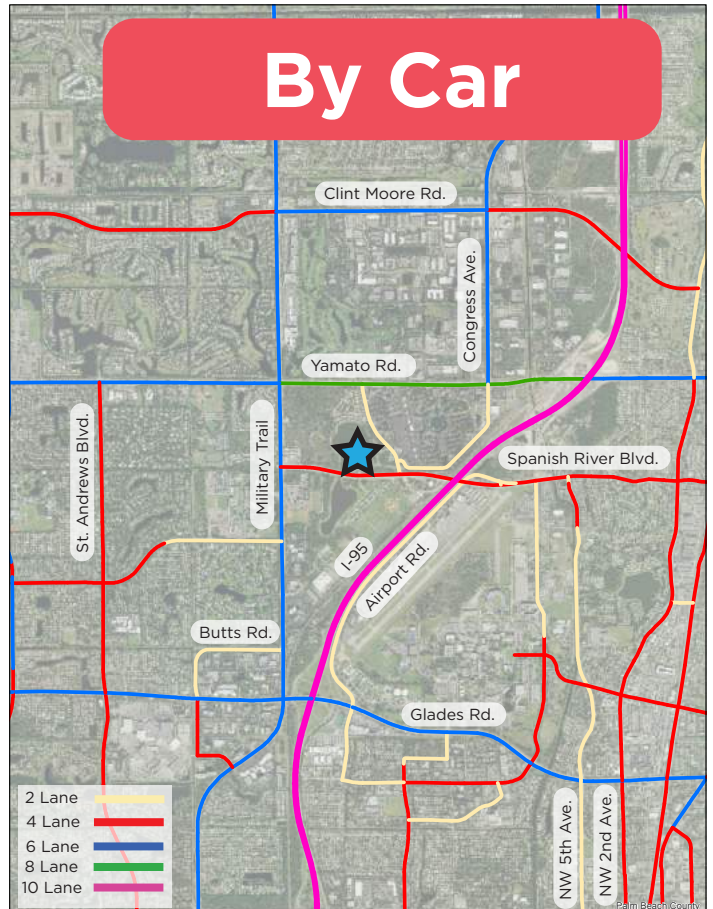 By Car
Clint Moore Rd.
Congress Ave.
Yamato Rd.
St. Andrews Blvd.
Military Trail
Spanish River Blvd.
I-95
Airport Rd.
Butts Rd.
Glades Rd.
2 Lane
4 Lane
6 Lane
8 Lane
10 Lane
NW 5th Ave.
NW 2nd Ave.
Palm Beach County